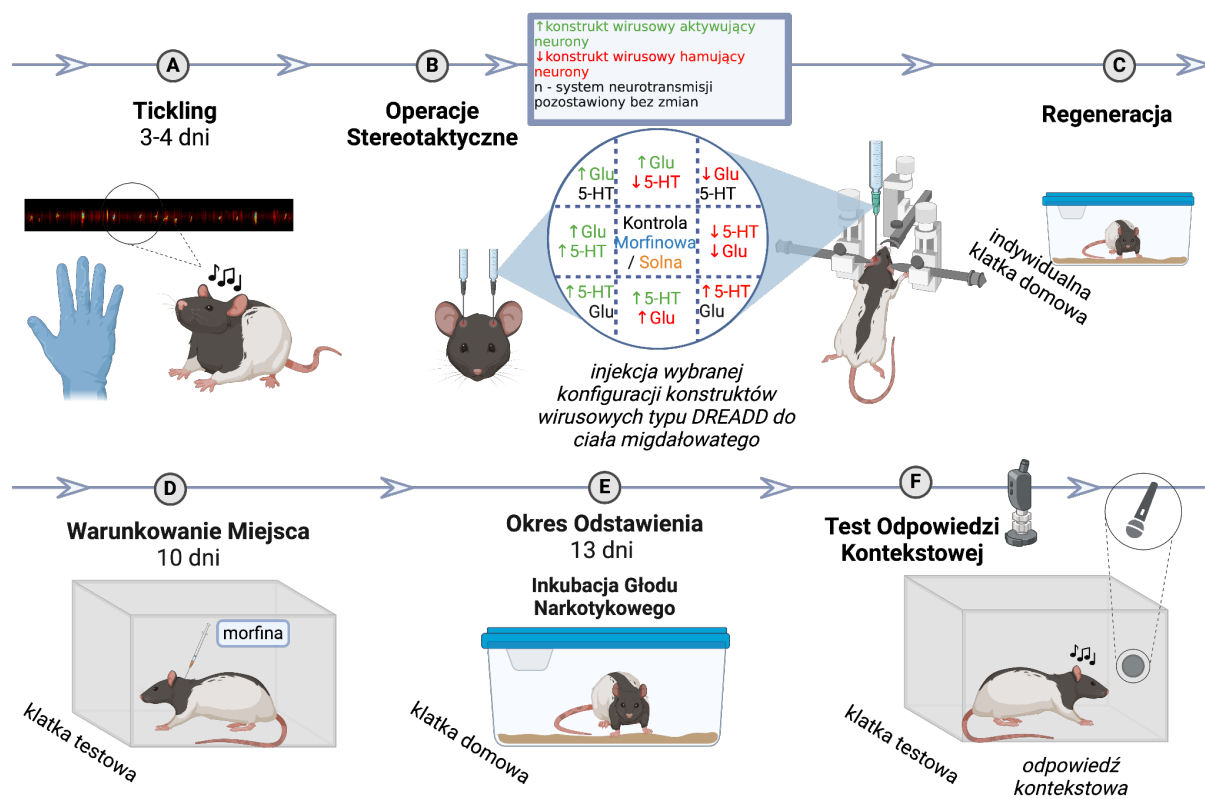 A
Tickling
3-4 dni
B
Operacje
Stereotaktyczne
↑konstrukt wirusowy aktywujący
neurony
↓konstrukt wirusowy hamujący
neurony
n - system neurotransmisji
pozostawiony bez zmian
C
Regeneracja
↑Glu
5-HT
↑Glu
↓5-HT
↓Glu
5-HT
↑Glu
↑5-HT
Kontrola
Morfinowa
/ Solna
↓5-HT
↓Glu
↑5-HT
Glu
↑5-HT
↑Glu
↑5-HT
Glu
injekcja wybranej
konfiguracji konstruktów
wirusowych typu DREADD do
ciała migdałowatego
indywidualna
klatka domowa
D
Warunkowanie Miejsca
10 dni
morfina
klatka testowa
E
Okres Odstawienia
13 dni
Inkubacja Głodu
Narkotykowego
klatka domowa
F
Test Odpowiedzi
Kontekstowej
klatka testowa
odpowiedź
kontekstowa